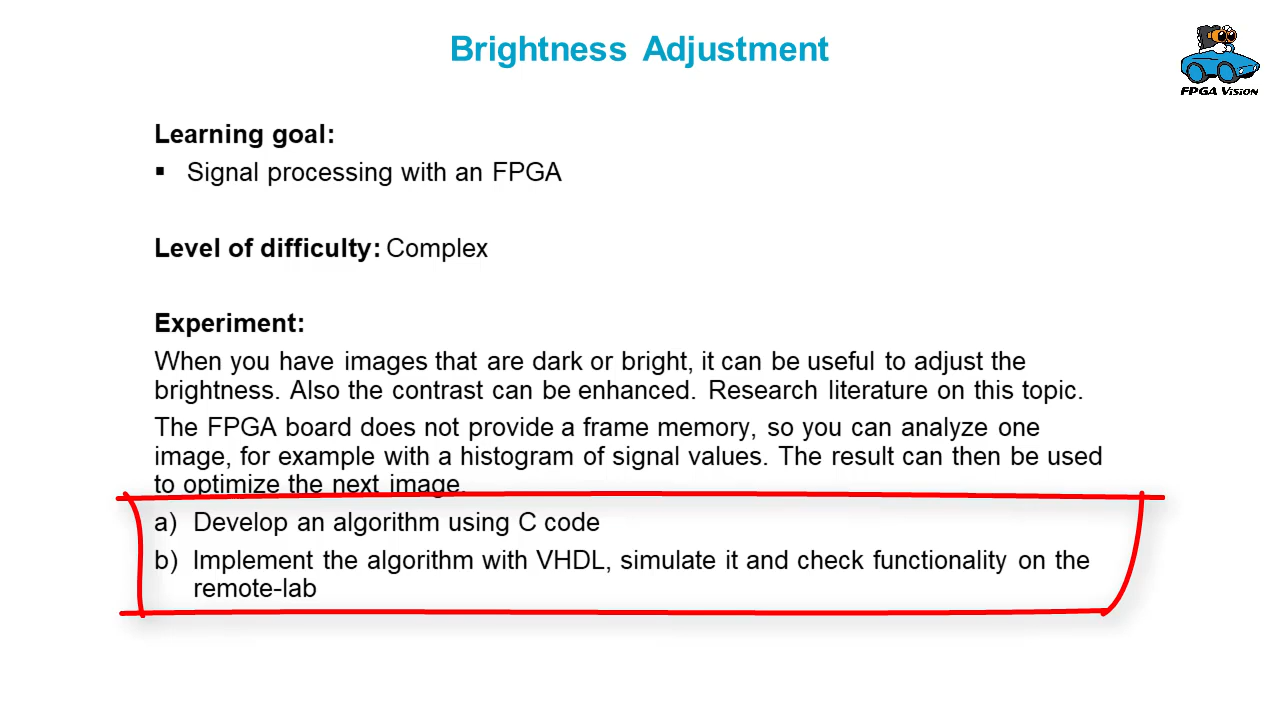 Brightness Adjustment
FPGA Vision
Learning goal:
▪ Signal processing with an FPGA
Level of difficulty: Complex
Experiment:
When you have images that are dark or bright, it can be useful to adjust the
brightness. Also the contrast can be enhanced. Research literature on this topic.
The FPGA board does not provide a frame memory, so you can analyze one
image, for example with a histogram of signal values. The result can then be used
to optimize the next image.
a) Develop an algorithm using C code
b) Implement the algorithm with VHDL, simulate it and check functionality on the
remote-lab